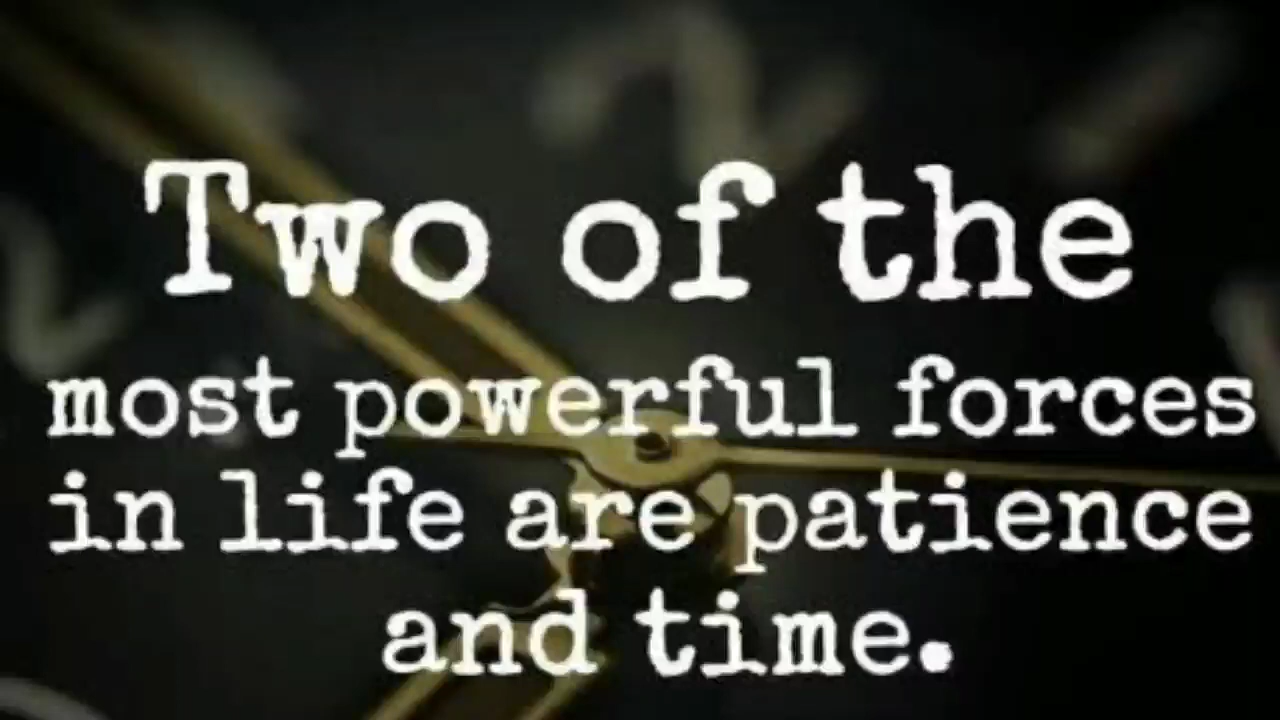 Two of the
most powerful forces
in life are patience
and time.